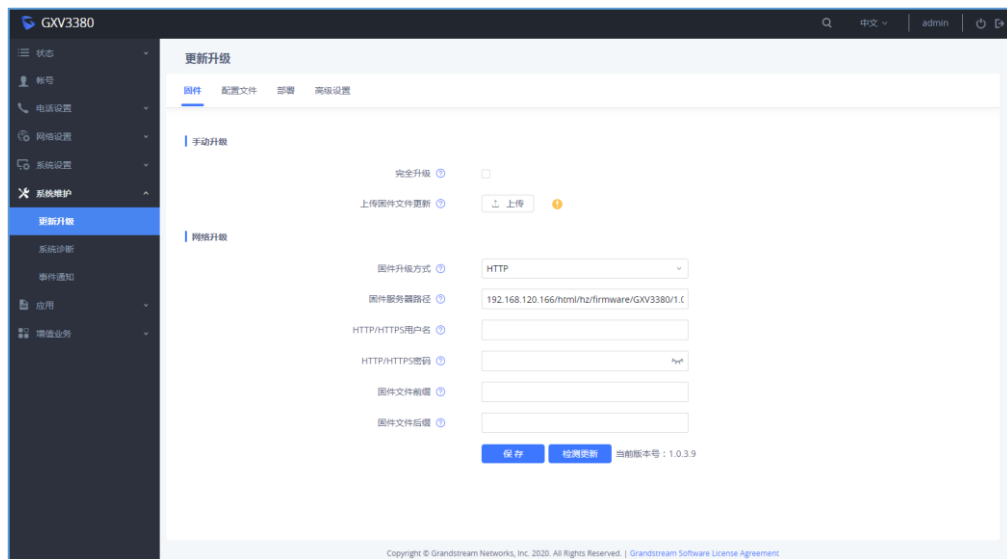 GXV3380
中文
admin
状态
帐号
电话设置
网络设置
系统设置
系统维护
更新升级
系统诊断
事件通知
应用
增值业务
更新升级
固件 配置文件 部署 高级设置
手动升级
完全升级
上传固件文件更新 上传
网络升级
固件升级方式 HTTP
固件服务器路径 192.168.120.166/html/hz/firmware/GXV3380/1.0
HTTP/HTTPS用户名
HTTP/HTTPS密码
固件文件前缀
固件文件后缀
保存 检测更新 当前版本号：1.0.3.9
Copyright © Grandstream Networks, Inc. 2020. All Rights Reserved. | Grandstream Software License Agreement